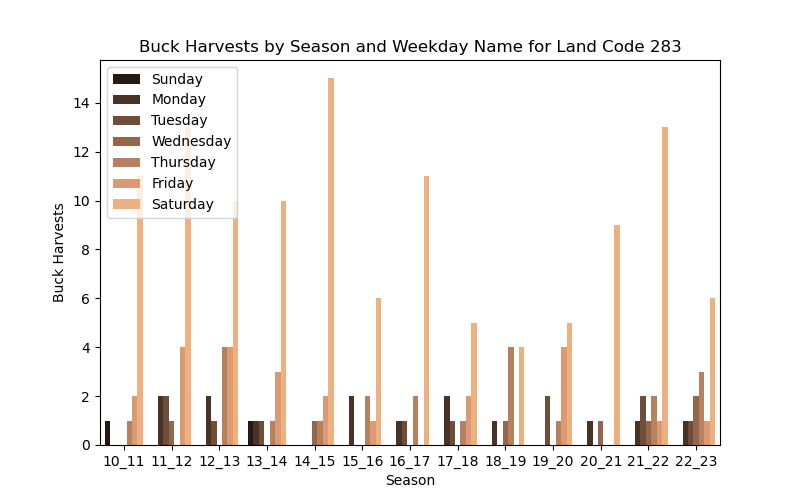 Buck Harvests by Season and Weekday Name for Land Code 283
Sunday
Monday
Tuesday
Wednesday
Thursday
Friday
Saturday
14
12
10
8
6
4
2
0
Buck Harvests
10_11 11_12 12_13 13_14 14_15 15_16 16_17 17_18 18_19 19_20 20_21 21_22 22_23
Season